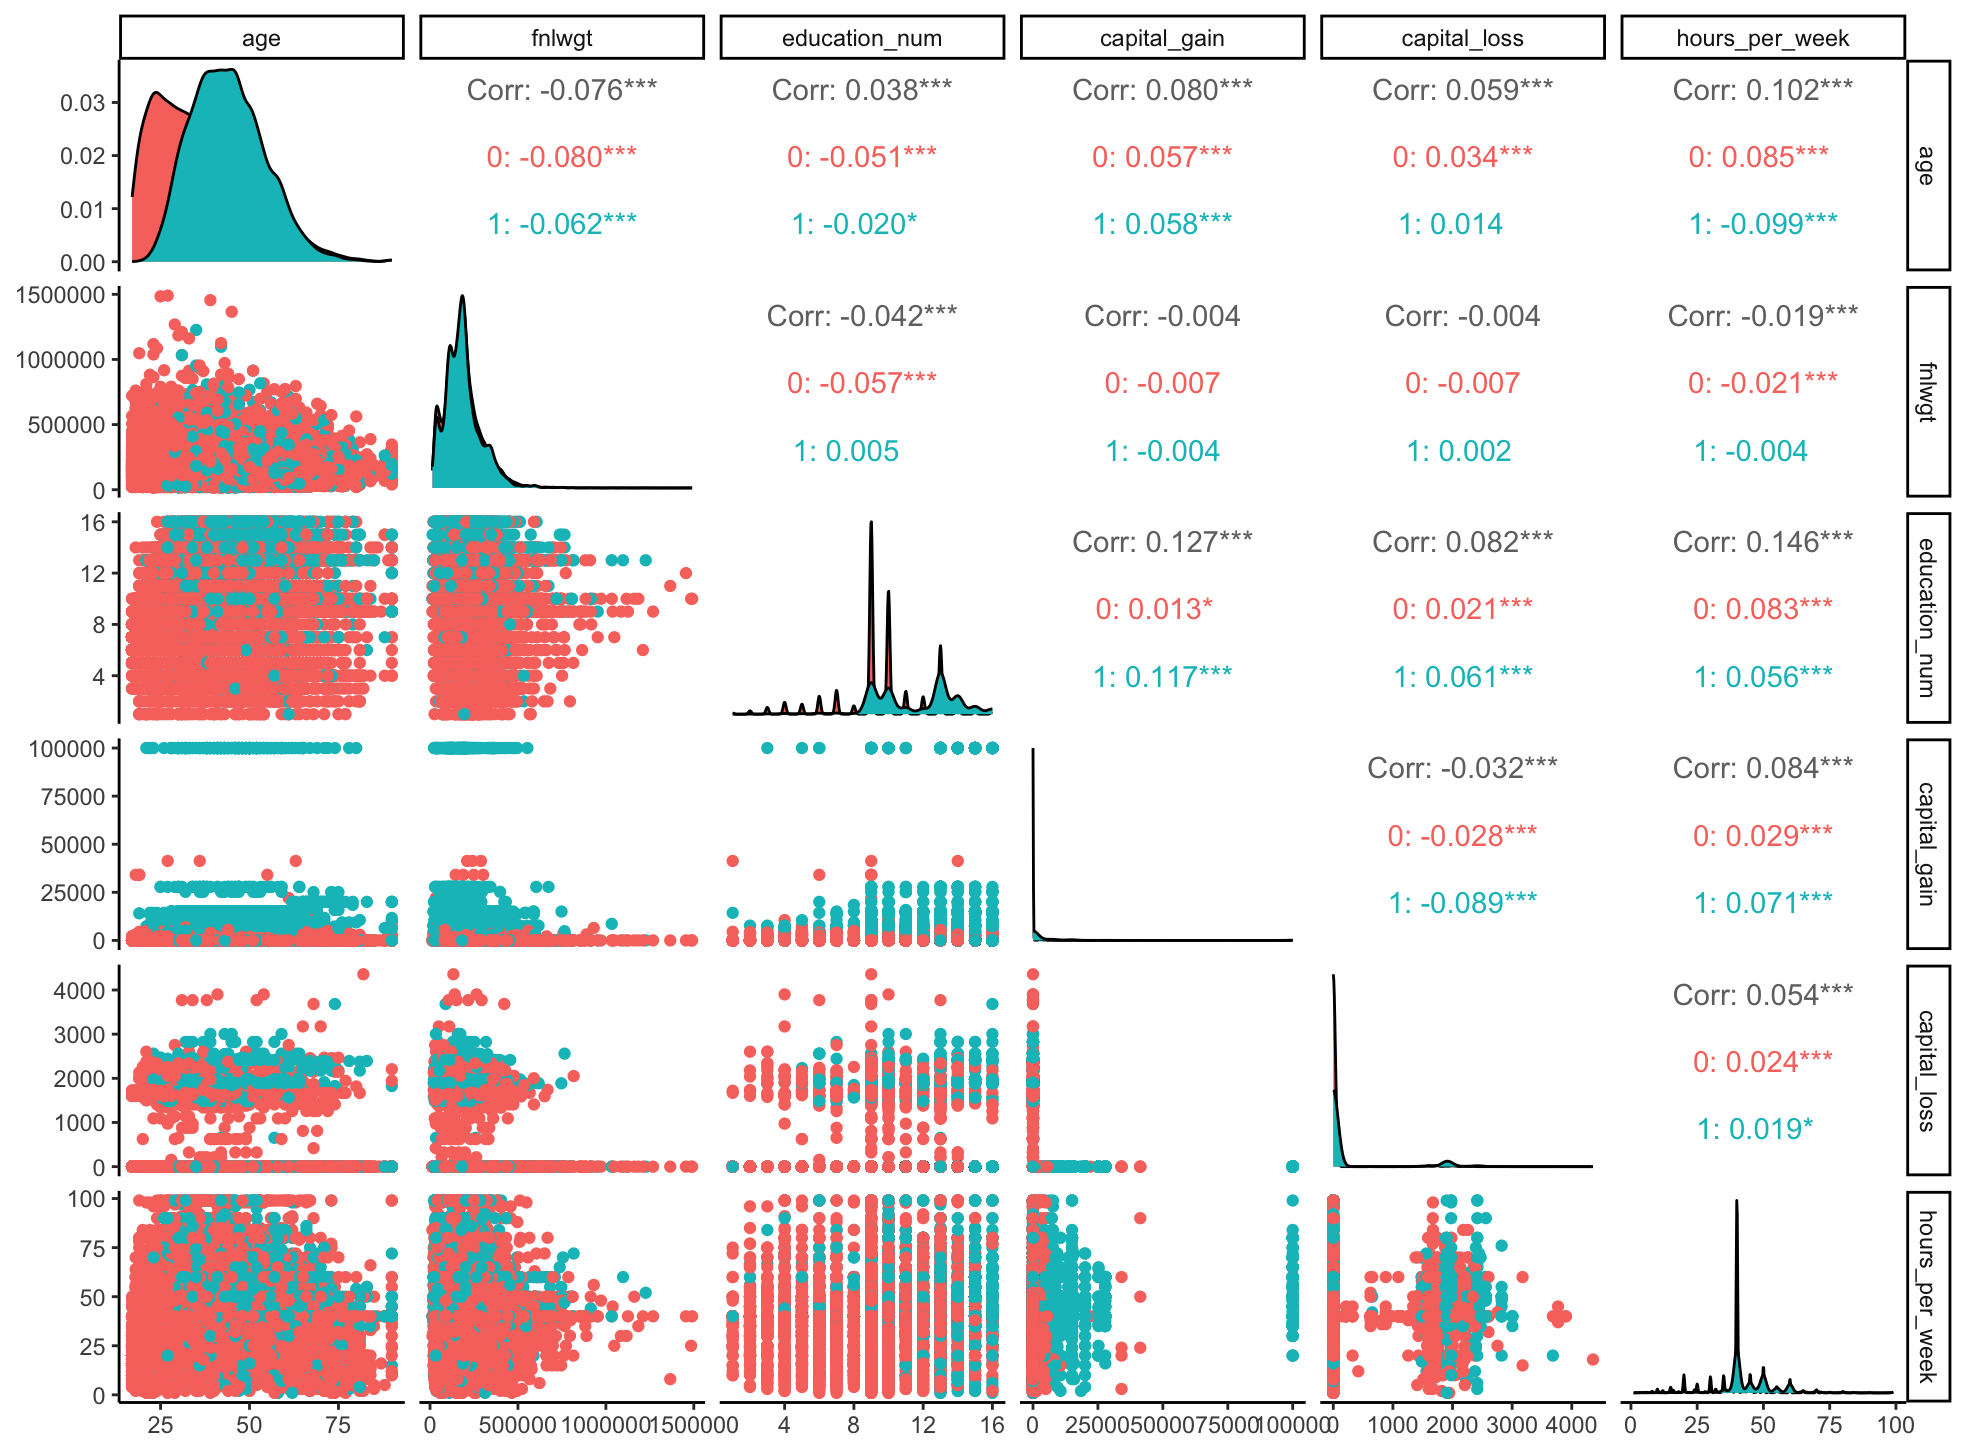 age fnlwgt education_num capital_gain capital_loss hours_per_week
Corr: -0.076*** Corr: 0.038*** Corr: 0.080*** Corr: 0.059*** Corr: 0.102***
0: -0.080*** 0: -0.051*** 0: 0.057*** 0: 0.034*** 0: 0.085***
1: -0.062*** 1: -0.020* 1: 0.058*** 1: 0.014 1: -0.099***
0.03
0.02
0.01
0.00
age
Corr: -0.042*** Corr: -0.004 Corr: -0.004 Corr: -0.019***
0: -0.057*** 0: -0.007 0: -0.007 0: -0.021***
1: 0.005 1: -0.004 1: 0.002 1: -0.004
1500000
1000000
500000
0
fnlwgt
Corr: 0.127*** Corr: 0.082*** Corr: 0.146***
0: 0.013* 0: 0.021*** 0: 0.083***
1: 0.117*** 1: 0.061*** 1: 0.056***
16
12
8
4
education_num
Corr: -0.032*** Corr: 0.084***
0: -0.028*** 0: 0.029***
1: -0.089*** 1: 0.071***
100000
75000
50000
25000
0
capital_gain
Corr: 0.054***
0: 0.024***
1: 0.019*
4000
3000
2000
1000
0
capital_loss
100
75
50
25
0
hours_per_week
25 50 75 0 500000 1000000 1500000 4 8 12 16 0 25000 50000 75000 100000 0 1000 2000 3000 4000 0 25 50 75 100